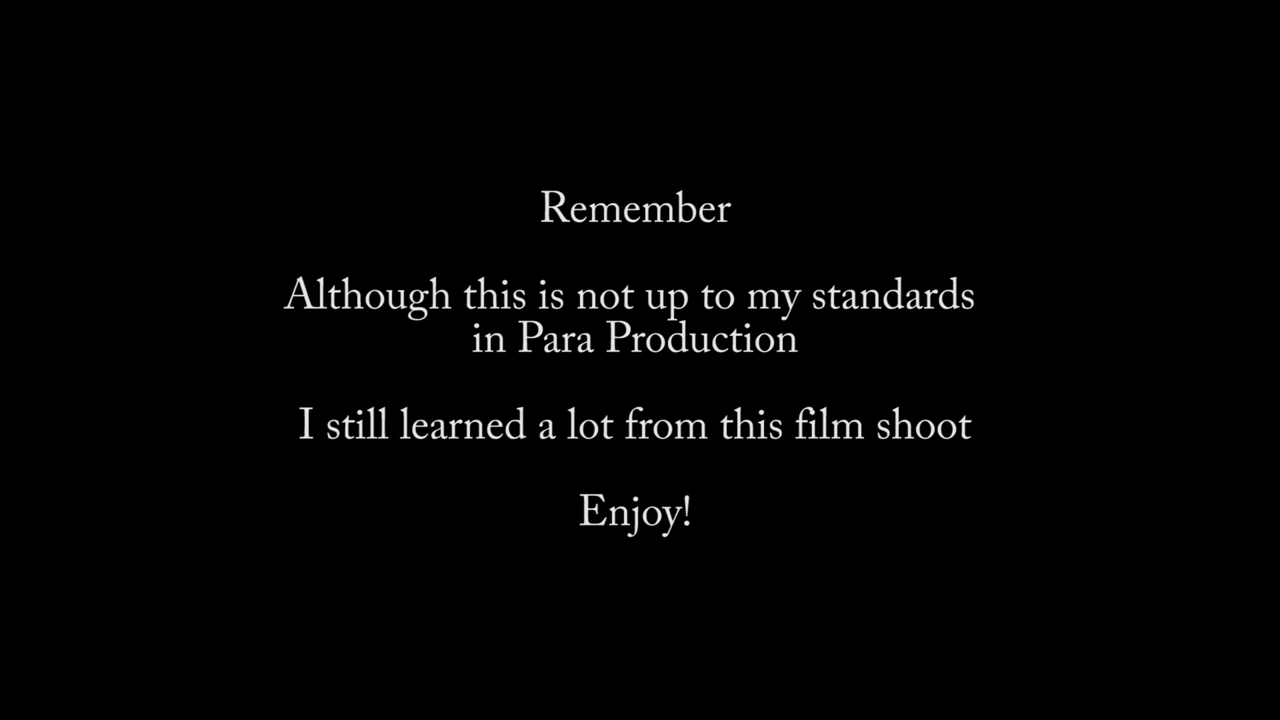 Remember
Although this is not up to my standards
in Para Production
I still learned a lot from this film shoot
Enjoy!